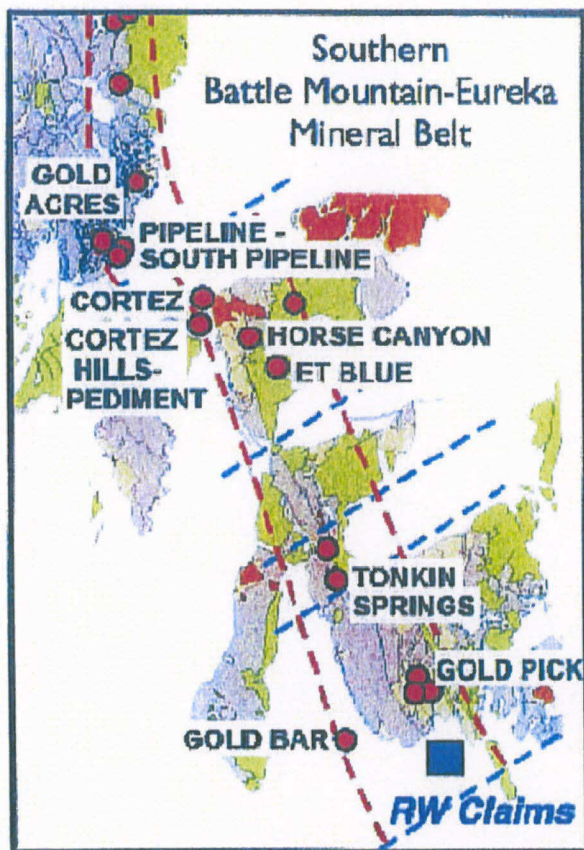 Southern
Battle Mountain-Eureka
Mineral Belt
GOLD
ACRES
PIPELINE -
SOUTH PIPELINE
CORTEZ
CORTEZ
HILLS-
PEDIMENT
HORSE CANYON
ET BLUE
TONKIN
SPRINGS
GOLD PICK
GOLD BAR
RW Claims